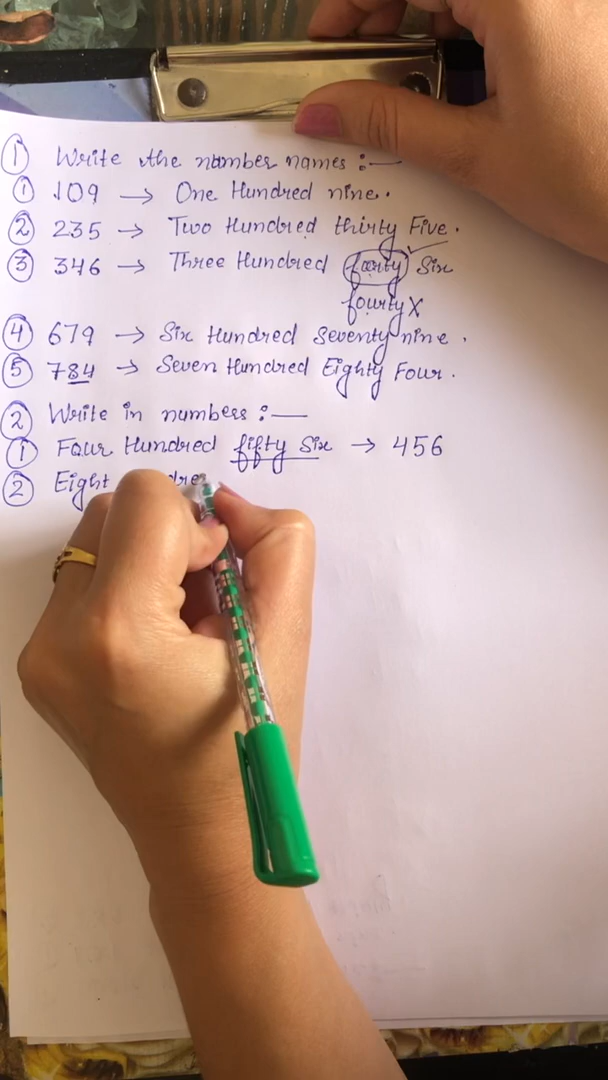 ① Write the number names :—
① 109 → One Hundred nine.
② 235 → Two Hundred thirty Five.
③ 346 → Three Hundred forty Six
fourty X
④ 679 → Six Hundred Seventy nine.
⑤ 784 → Seven Hundred Eighty Four.
② Write in numbers :—
① Four Hundred fifty Six → 456
② Eight